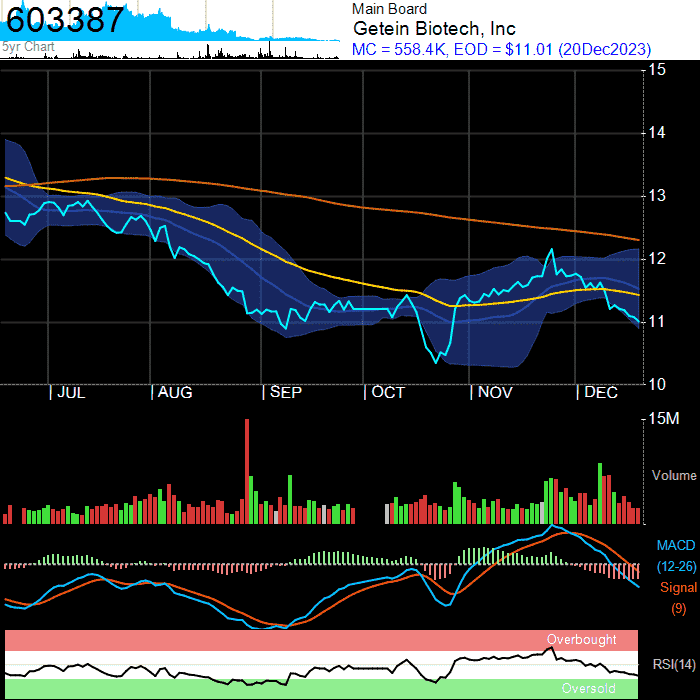 603387
5yr Chart
Main Board
Getein Biotech, Inc
MC = 558.4K, EOD = $11.01 (20Dec2023)
15
14
13
12
11
10
| JUL
| AUG
| SEP
| OCT
| NOV
| DEC
15M
Volume
MACD
(12-26)
Signal
(9)
Overbought
RSI(14)
Oversold